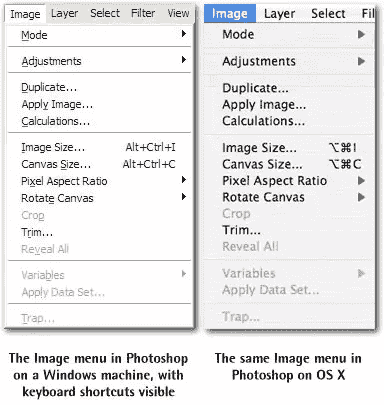 Image Layer Select Filter View
Mode
Adjustments
Duplicate...
Apply Image...
Calculations...
Image Size... Alt+Ctrl+I
Canvas Size... Alt+Ctrl+C
Pixel Aspect Ratio
Rotate Canvas
Crop
Trim...
Reveal All
Variables
Apply Data Set...
Trap...
The Image menu in Photoshop
on a Windows machine, with
keyboard shortcuts visible
Image Layer Select Fil
Mode
Adjustments
Duplicate...
Apply Image...
Calculations...
Image Size... ⌥⌘I
Canvas Size... ⌥⌘C
Pixel Aspect Ratio
Rotate Canvas
Crop
Trim...
Reveal All
Variables
Apply Data Set...
Trap...
The same Image menu in
Photoshop on OS X